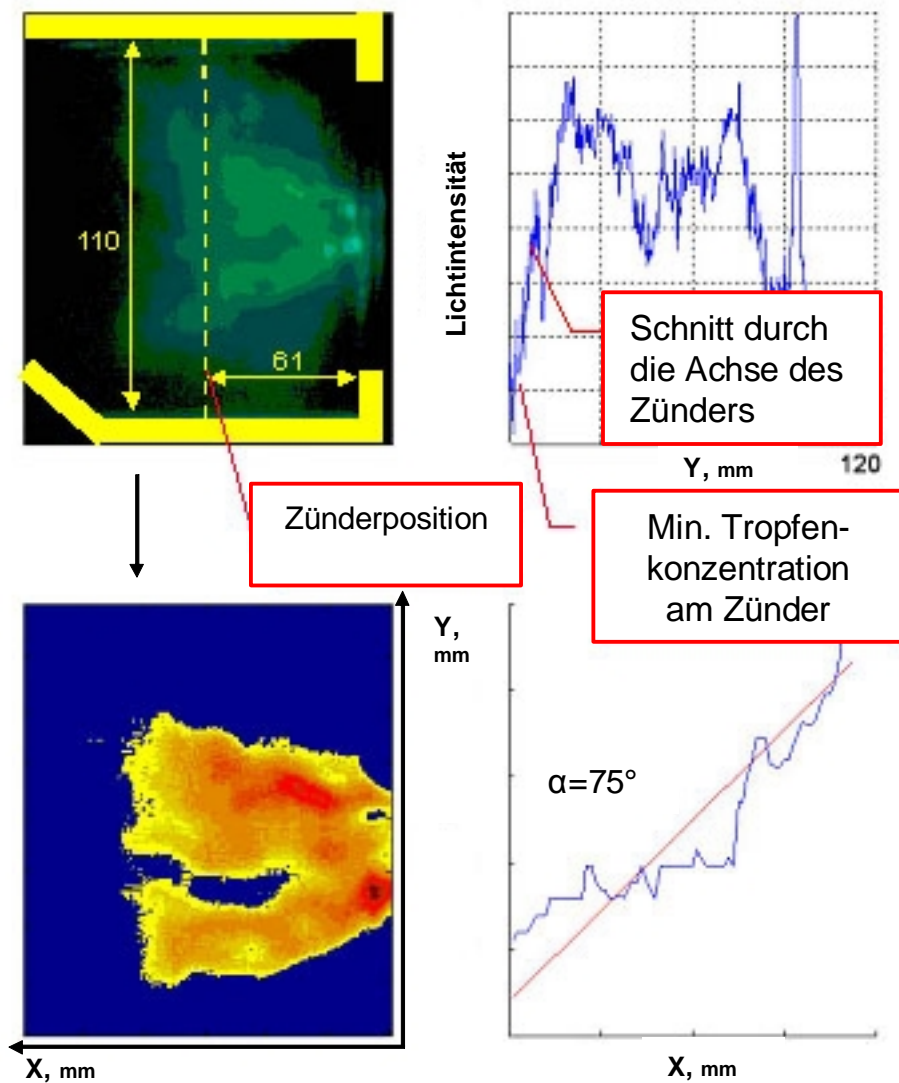 110
61
Lichtintensität
Schnitt durch
die Achse des
Zünders
Y, mm
120
Zünderposition
Min. Tropfen-
konzentration
am Zünder
Y,
mm
α=75°
X, mm
X, mm